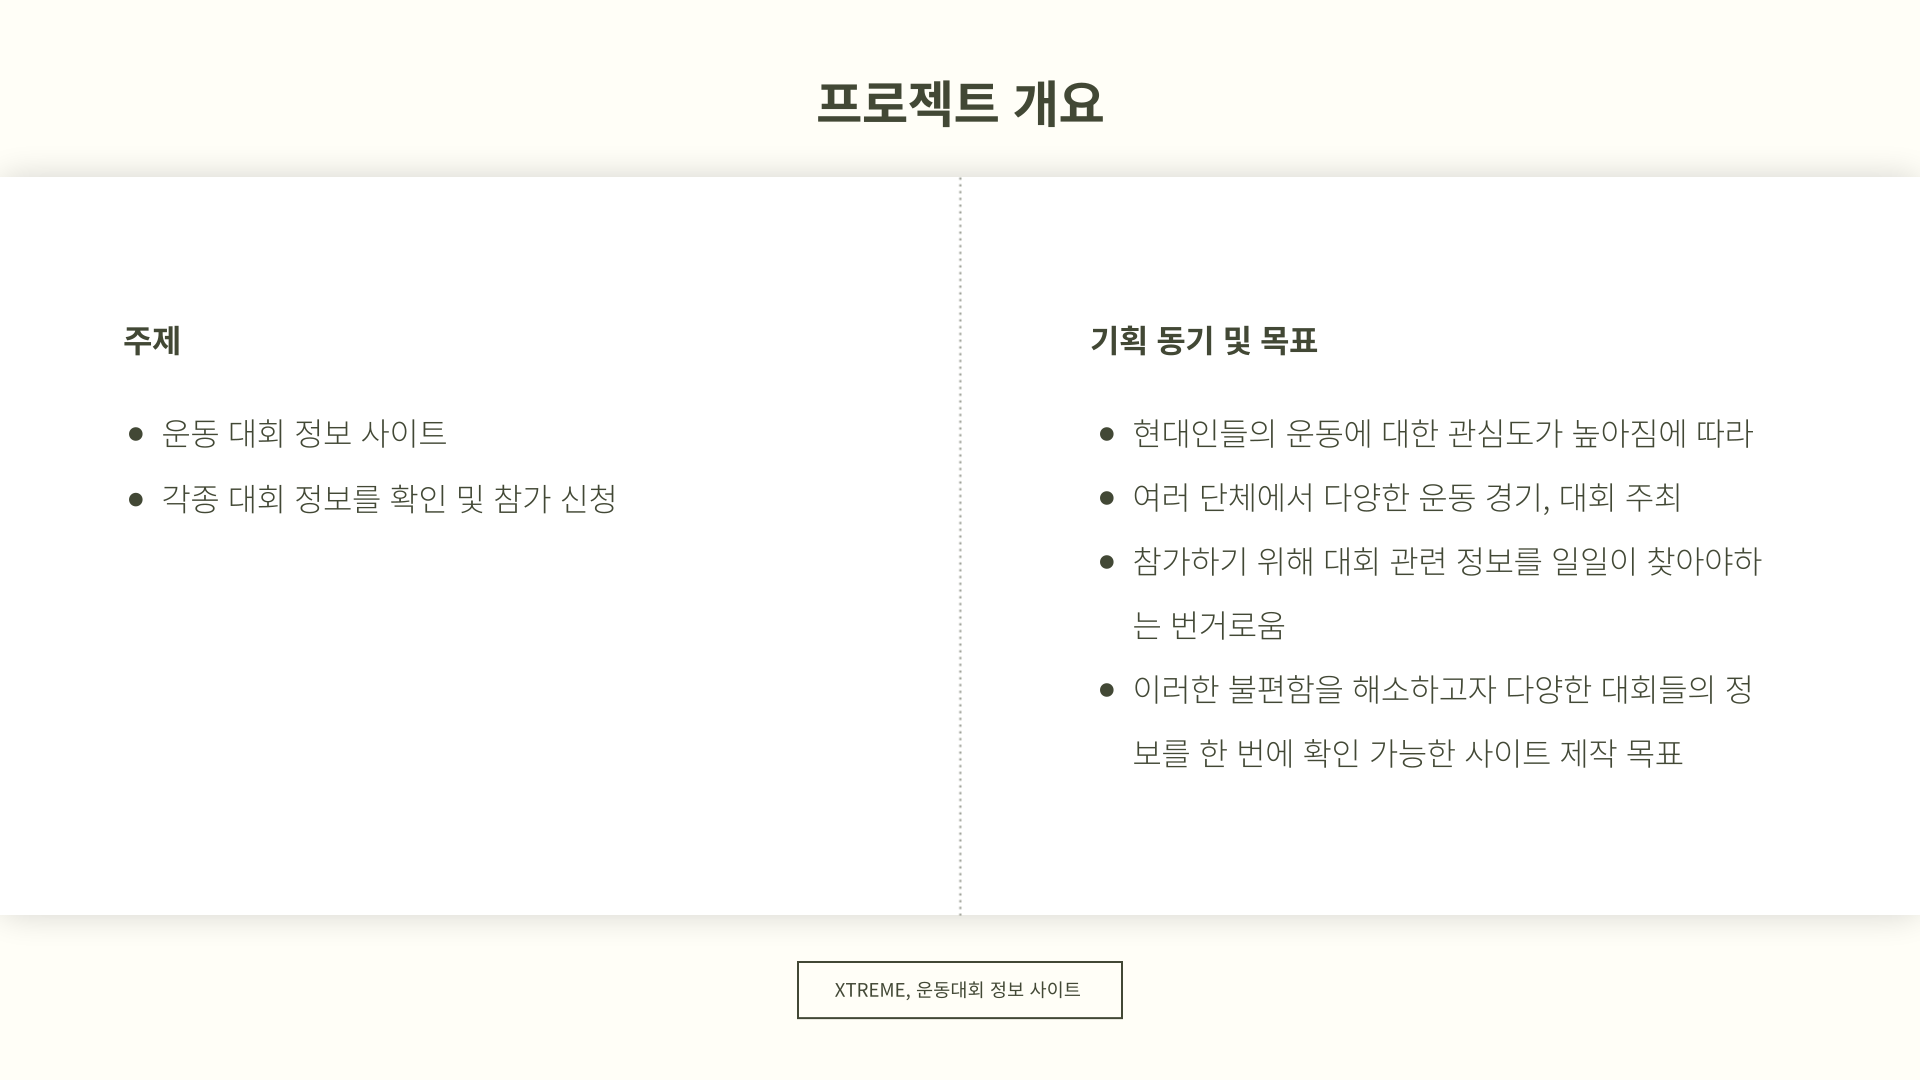 프로젝트 개요
주제
● 운동 대회 정보 사이트
● 각종 대회 정보를 확인 및 참가 신청
기획 동기 및 목표
● 현대인들의 운동에 대한 관심도가 높아짐에 따라
● 여러 단체에서 다양한 운동 경기, 대회 주최
● 참가하기 위해 대회 관련 정보를 일일이 찾아야하
는 번거로움
● 이러한 불편함을 해소하고자 다양한 대회들의 정
보를 한 번에 확인 가능한 사이트 제작 목표
XTREME, 운동대회 정보 사이트